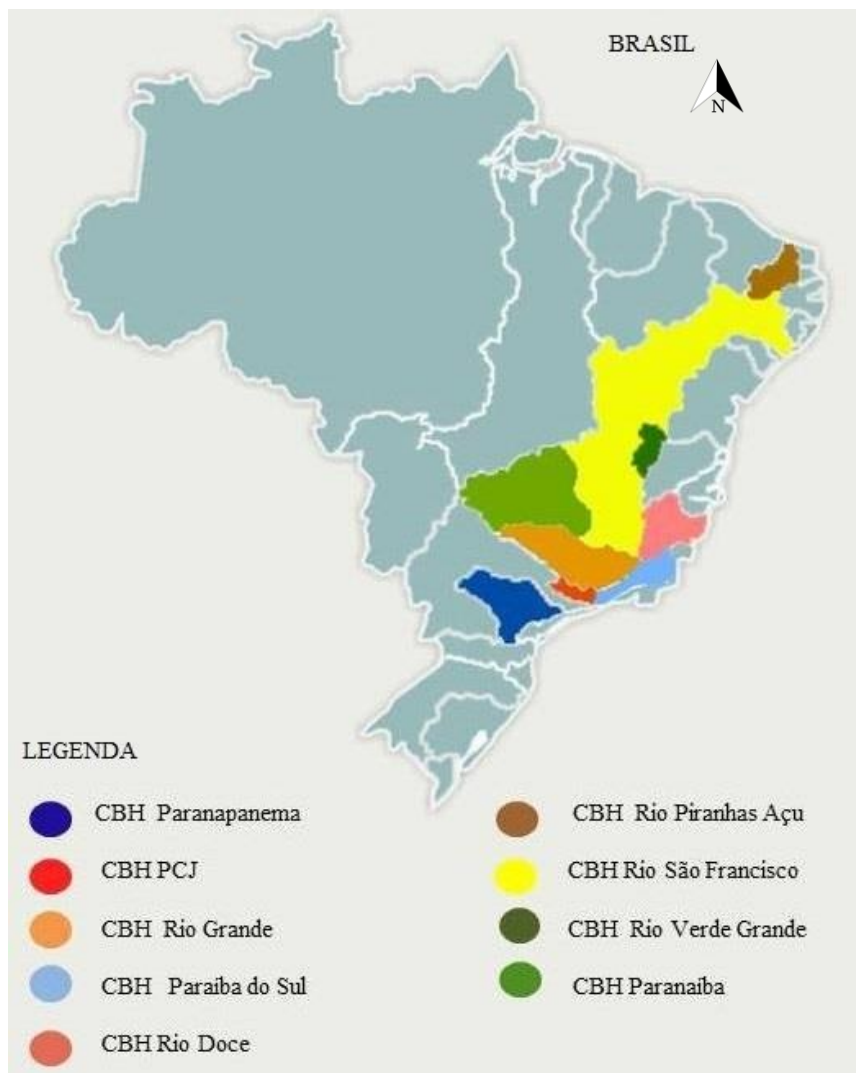 BRASIL
N
LEGENDA
CBH Paranapanema
CBH PCJ
CBH Rio Grande
CBH Paraiba do Sul
CBH Rio Doce
CBH Rio Piranhas Açu
CBH Rio São Francisco
CBH Rio Verde Grande
CBH Paranaiba